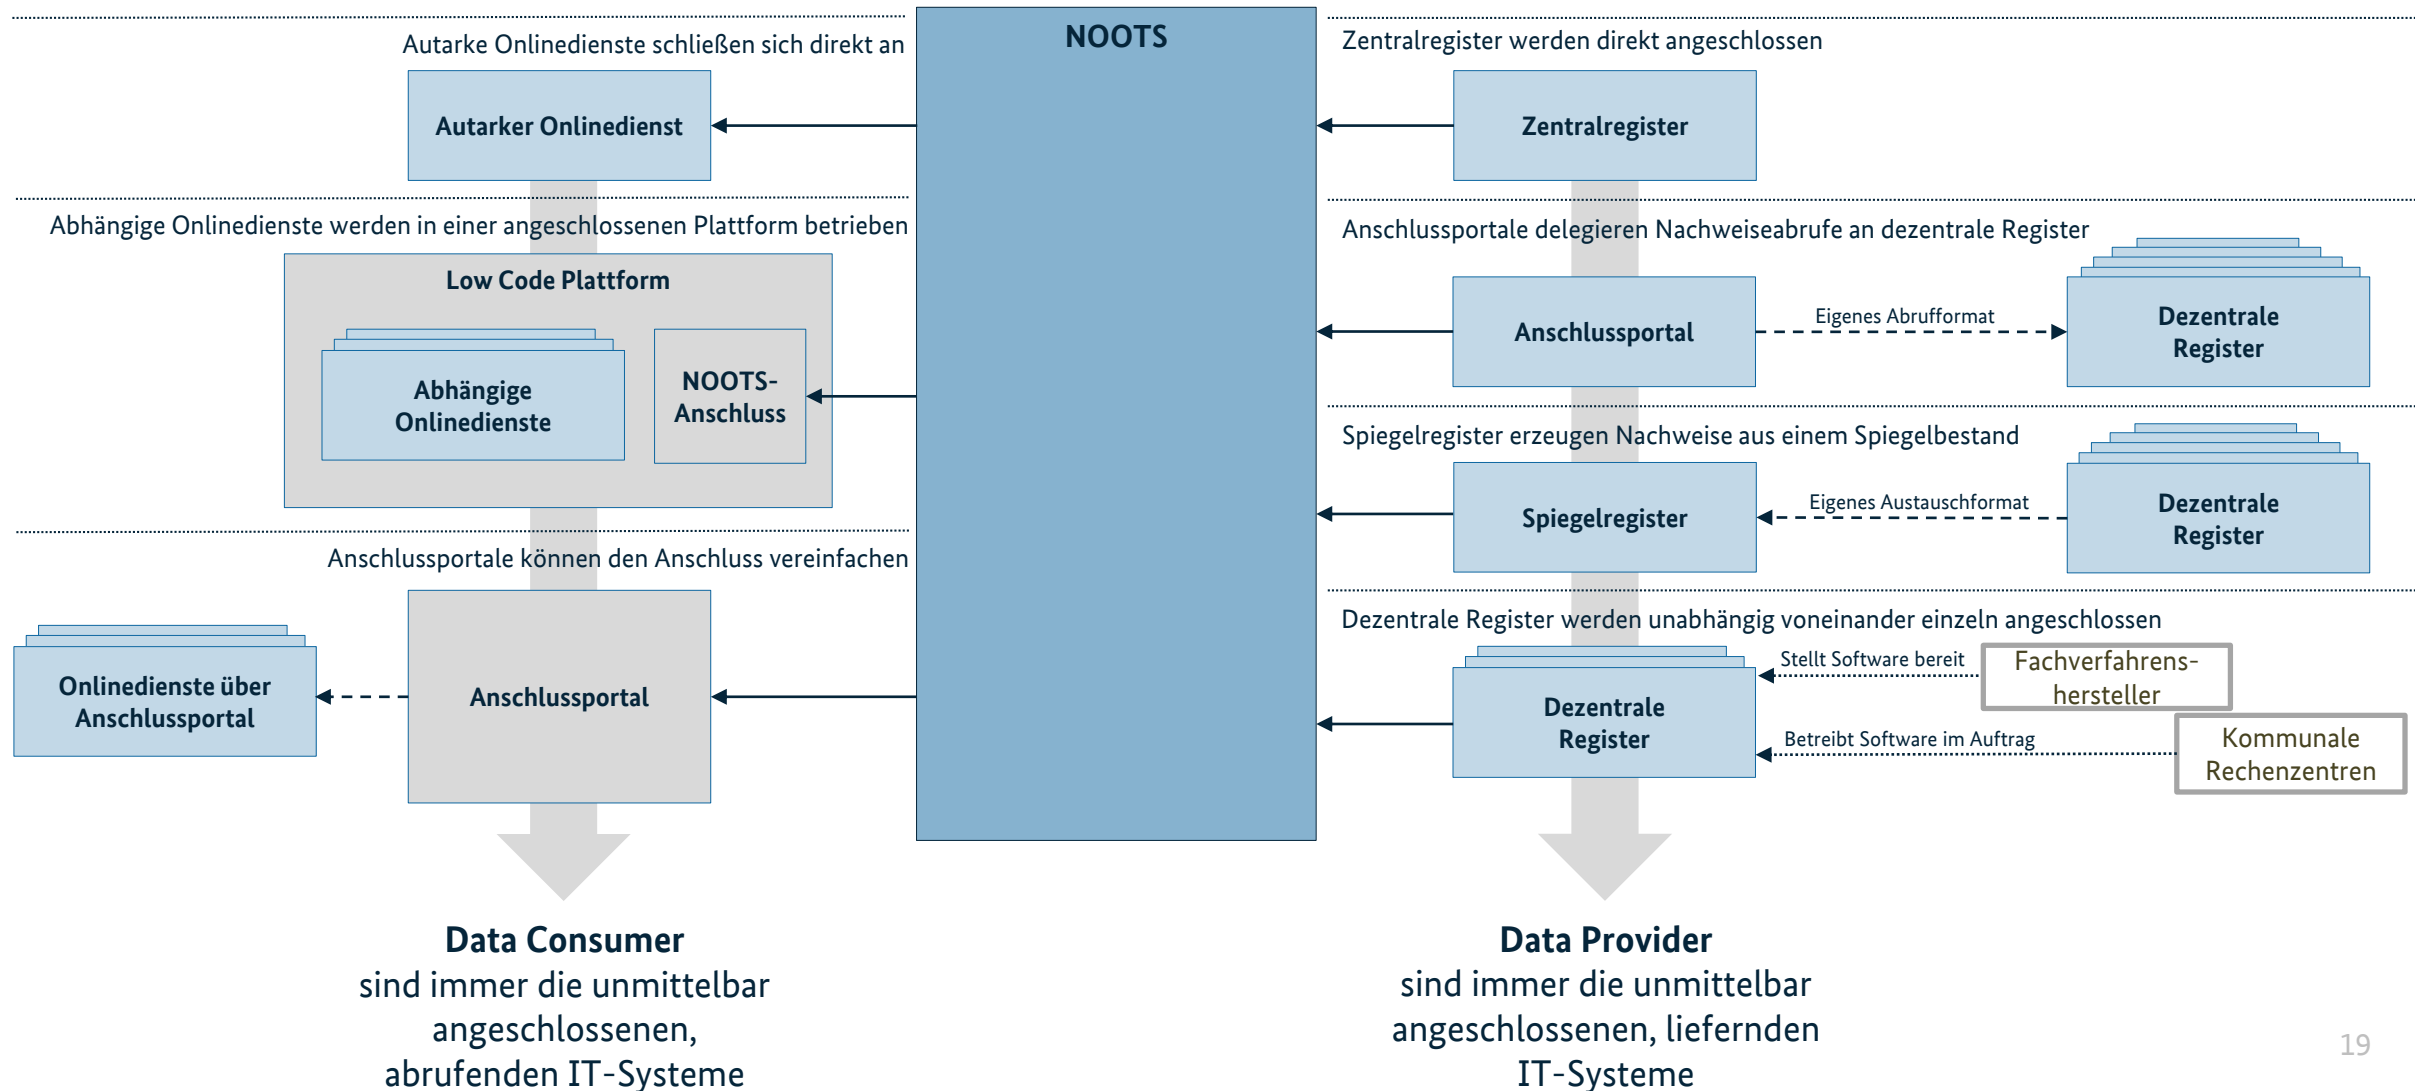 NOOTS
Autarke Onlinedienste schließen sich direkt an
Autarker Onlinedienst
Abhängige Onlinedienste werden in einer angeschlossenen Plattform betrieben
Low Code Plattform
Abhängige
Onlinedienste
NOOTS-
Anschluss
Anschlussportale können den Anschluss vereinfachen
Onlinedienste über
Anschlussportal
Anschlussportal
Zentralregister werden direkt angeschlossen
Zentralregister
Anschlussportale delegieren Nachweiseabrufe an dezentrale Register
Anschlussportal
Eigenes Abrufformat
Dezentrale
Register
Spiegelregister erzeugen Nachweise aus einem Spiegelbestand
Spiegelregister
Eigenes Austauschformat
Dezentrale
Register
Dezentrale Register werden unabhängig voneinander einzeln angeschlossen
Dezentrale
Register
Stellt Software bereit
Fachverfahrens-
hersteller
Betreibt Software im Auftrag
Kommunale
Rechenzentren
Data Consumer
sind immer die unmittelbar
angeschlossenen,
abrufenden IT-Systeme
Data Provider
sind immer die unmittelbar
angeschlossenen, liefernden
IT-Systeme
19